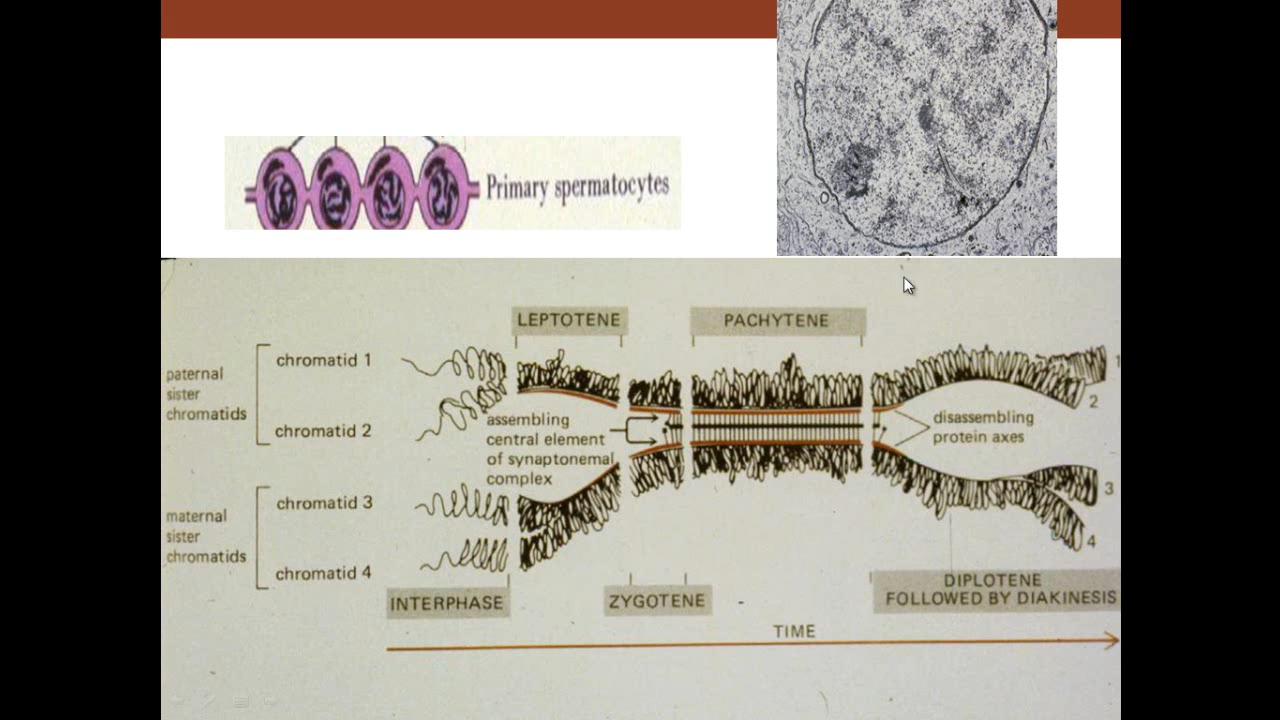 Primary spermatocytes
LEPTOTENE
PACHYTENE
paternal
sister
chromatids
chromatid 1
chromatid 2
1
2
assembling
central element
of synaptonemal
complex
disassembling
protein axes
maternal
sister
chromatids
chromatid 3
chromatid 4
3
4
INTERPHASE
ZYGOTENE
DIPLOTENE
FOLLOWED BY DIAKINESIS
TIME